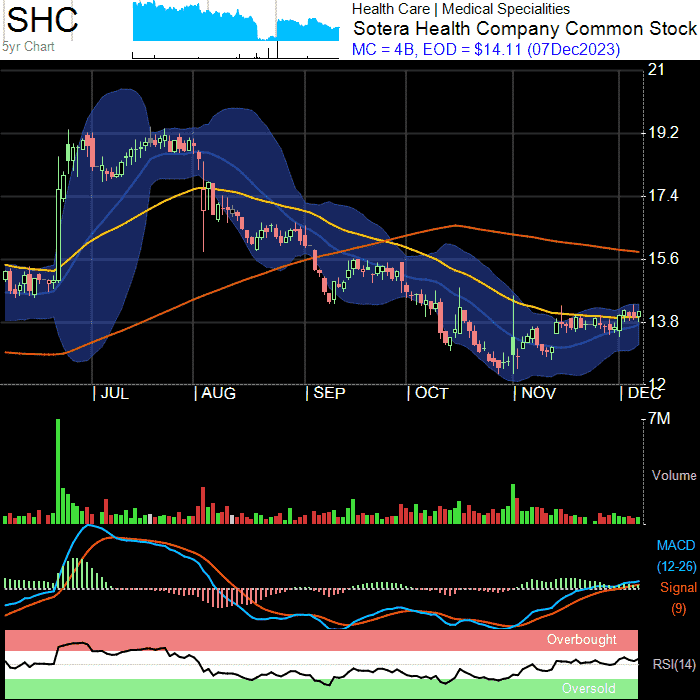 SHC
5yr Chart
Health Care | Medical Specialities
Sotera Health Company Common Stock
MC = 4B, EOD = $14.11 (07Dec2023)
21
19.2
17.4
15.6
13.8
12
JUL AUG SEP OCT NOV DEC
7M
Volume
MACD
(12-26)
Signal
(9)
Overbought
RSI(14)
Oversold